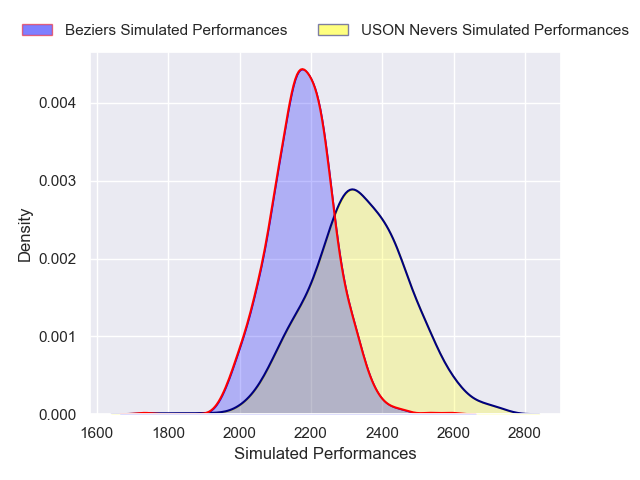 Beziers Simulated Performances USON Nevers Simulated Performances
0.004
0.003
0.002
0.001
0.000
Density
1600 1800 2000 2200 2400 2600 2800
Simulated Performances